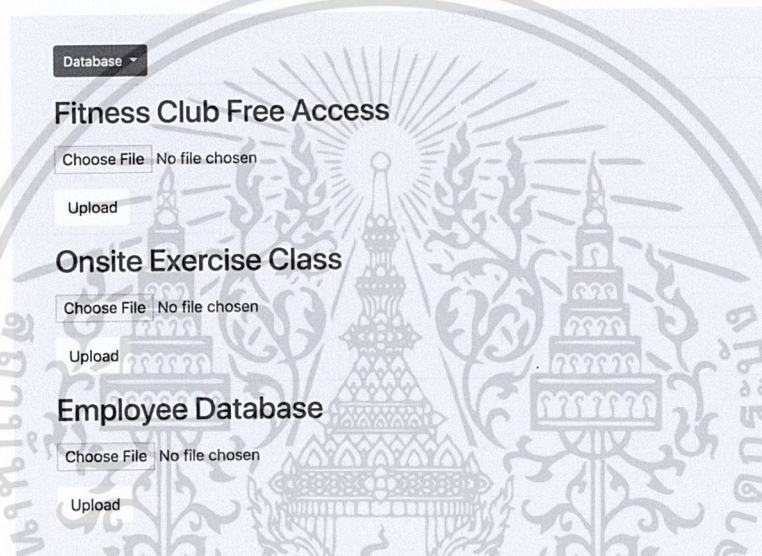 Database
Fitness Club Free Access
Choose File No file chosen
Upload
Onsite Exercise Class
Choose File No file chosen
Upload
Employee Database
Choose File No file chosen
Upload